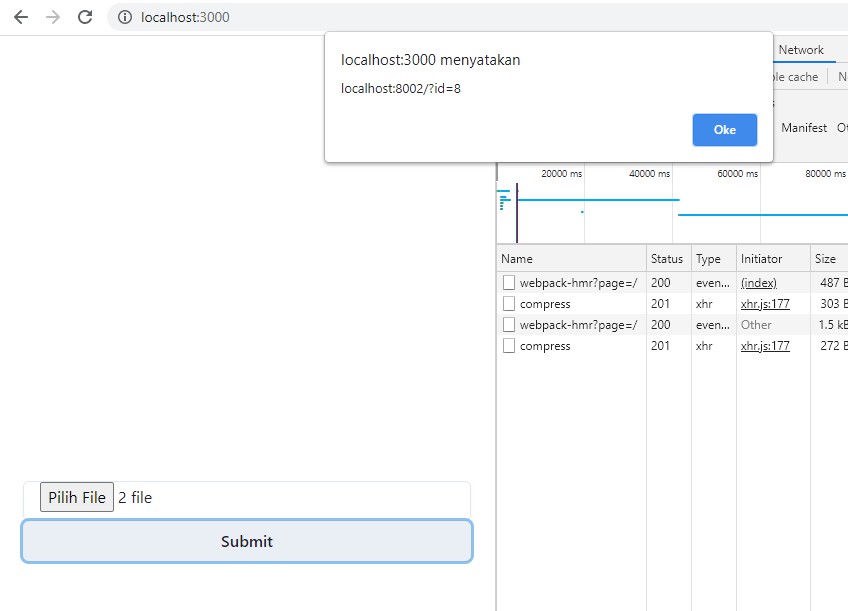 localhost:3000
localhost:3000 menyatakan
localhost:8002/?id=8
Oke
Network
cache
Manifest
20000 ms 40000 ms 60000 ms 80000 ms
Name Status Type Initiator Size
webpack-hmr?page=/ 200 even... (index) 487 B
compress 201 xhr xhr.js:177 303 B
webpack-hmr?page=/ 200 even... Other 1.5 kB
compress 201 xhr xhr.js:177 272 B
Pilih File 2 file
Submit